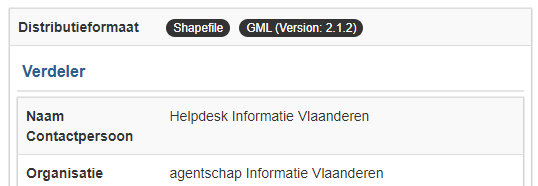 Distributieformaat Shapefile GML (Version: 2.1.2)
Verdeler
Naam Helpdesk Informatie Vlaanderen
Contactpersoon
Organisatie agentschap Informatie Vlaanderen